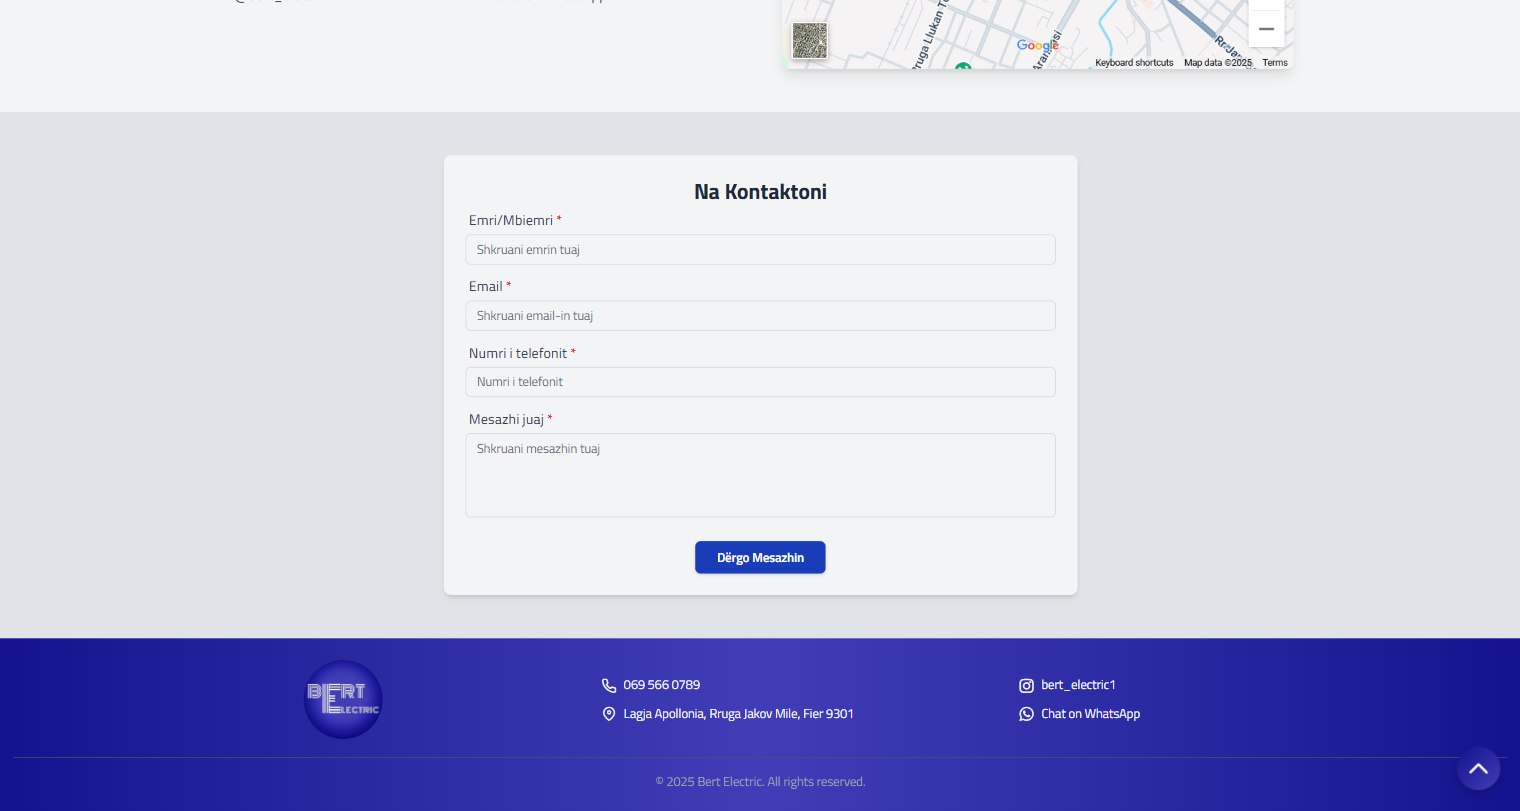 Google
Keyboard shortcuts
Map data ©2025
Terms
Na Kontaktoni
Emri/Mbiemri *
Shkruani emrin tuaj
Email *
Shkruani email-in tuaj
Numri i telefonit *
Numri i telefonit
Mesazhi juaj *
Shkruani mesazhin tuaj
Dërgo Mesazhin
BERT
ELECTRIC
069 566 0789
Lagja Apollonia, Rruga Jakov Mile, Fier 9301
bert_electric1
Chat on WhatsApp
© 2025 Bert Electric. All rights reserved.